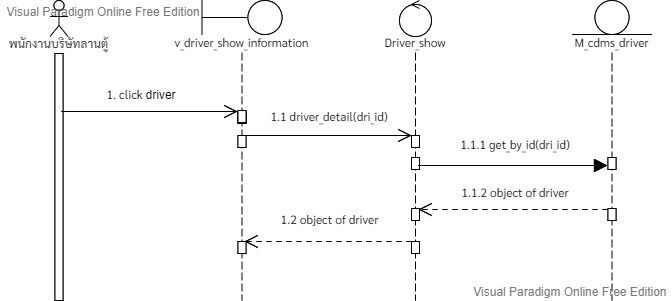 Visual Paradigm Online Free Edition
พนักงานบริษัทลานตู้
v_driver_show_information
Driver_show
M_cdms_driver
1. click driver
1.1 driver_detail(dri_id)
1.1.1 get_by_id(dri_id)
1.1.2 object of driver
1.2 object of driver
Visual Paradigm Online Free Edition